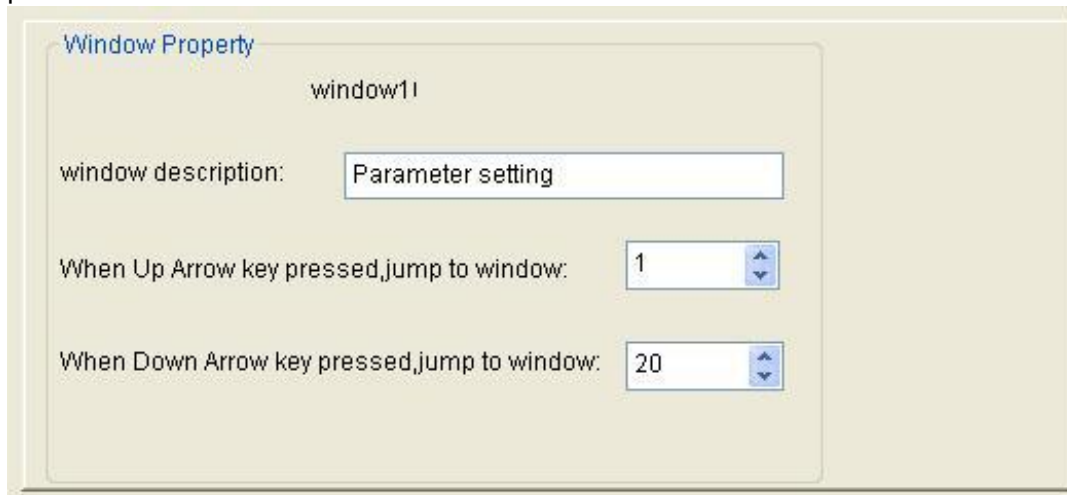 Window Property
window1
window description: Parameter setting
When Up Arrow key pressed,jump to window: 1
When Down Arrow key pressed,jump to window: 20